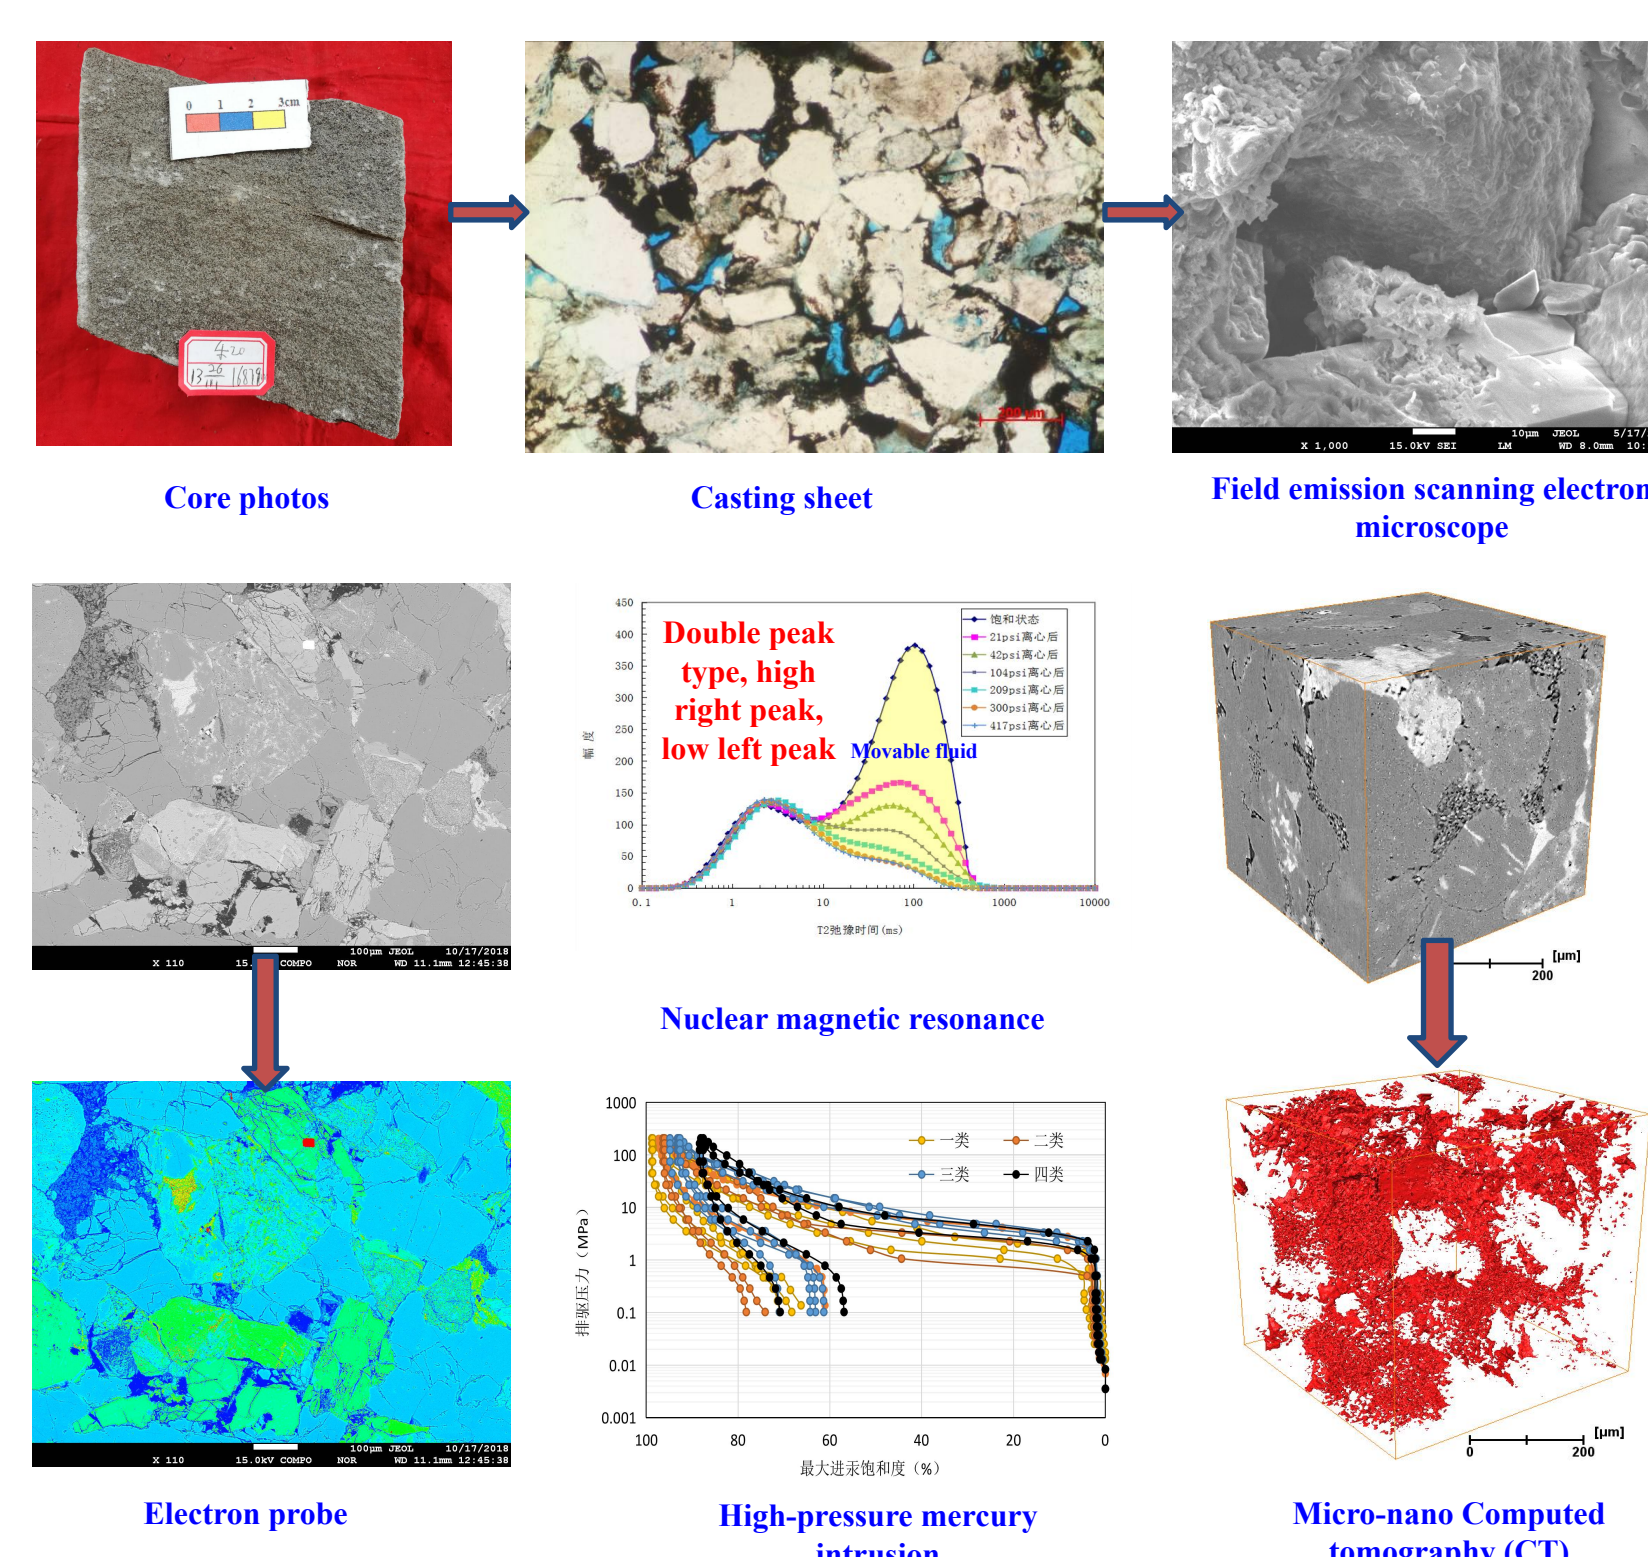 0 1 2 3cm
4/20
200 μm
X 1,000 15.0kV SEI 10μm JEOL LM WD 8.0mm 5/17/ 10:
Core photos
Casting sheet
Field emission scanning electron
microscope
100μm JEOL 10/17/2018
X 110 15. COMPO NOR WD 11.1mm 12:45:38
Double peak
type, high
right peak,
low left peak
Movable fluid
饱和状态
21psi离心后
42psi离心后
104psi离心后
209psi离心后
300psi离心后
417psi离心后
幅 度
450
400
350
300
250
200
150
100
50
0
0.1 1 10 100 1000 10000
T2弛豫时间(ms)
[μm]
200
Nuclear magnetic resonance
100μm JEOL 10/17/2018
X 110 15.0kV COMPO NOR WD 11.1mm 12:45:38
Electron probe
一类 二类
三类 四类
排驱压力（MPa）
1000
100
10
1
0.1
0.01
0.001
100 80 60 40 20 0
最大进汞饱和度（%）
High-pressure mercury
intrusion
[μm]
0 200
Micro-nano Computed
tomography (CT)